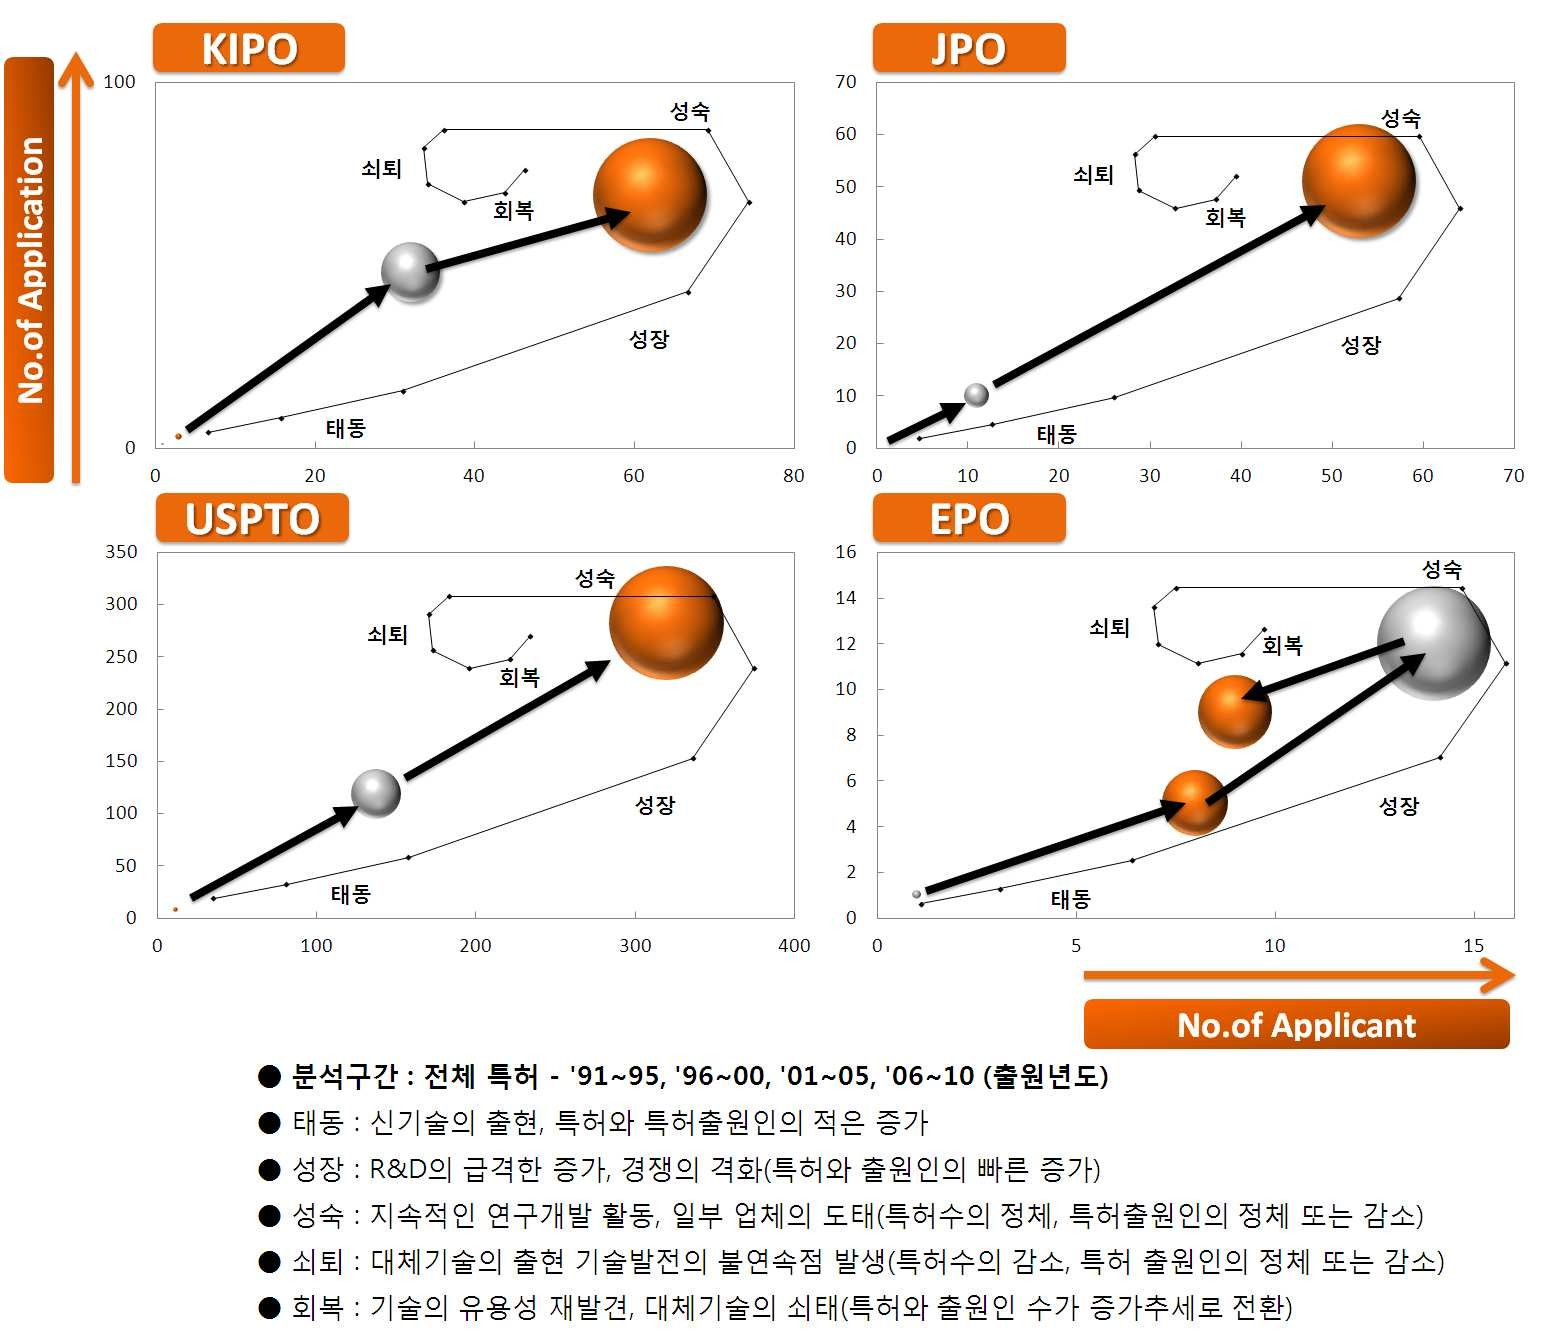 KIPO
JPO
No.of Application
100
0
0
20
40
60
80
성숙
쇠퇴
회복
성장
태동
70
60
50
40
30
20
10
0
0
10
20
30
40
50
60
70
성숙
쇠퇴
회복
성장
태동
USPTO
EPO
350
300
250
200
150
100
50
0
0
100
200
300
400
성숙
쇠퇴
회복
성장
태동
16
14
12
10
8
6
4
2
0
0
5
10
15
성숙
쇠퇴
회복
성장
태동
No.of Applicant
● 분석구간 : 전체 특허 - '91~95, '96~00, '01~05, '06~10 (출원년도)
● 태동 : 신기술의 출현, 특허와 특허출원인의 적은 증가
● 성장 : R&D의 급격한 증가, 경쟁의 격화(특허와 출원인의 빠른 증가)
● 성숙 : 지속적인 연구개발 활동, 일부 업체의 도태(특허수의 정체, 특허출원인의 정체 또는 감소)
● 쇠퇴 : 대체기술의 출현 기술발전의 불연속점 발생(특허수의 감소, 특허 출원인의 정체 또는 감소)
● 회복 : 기술의 유용성 재발견, 대체기술의 쇠태(특허와 출원인 수가 증가추세로 전환)